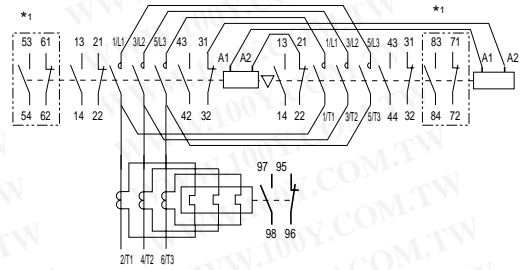 *1 *1
53 61 13 21 1/L1 3/L2 5/L3 43 31 A1 A2 13 21 1/L1 3/L2 5/L3 43 31 83 71 A1 A2
54 62 14 22 42 32 14 22 1/T1 3/T2 5/T3 44 32 84 72
97 95
98 96
2/T1 4/T2 6/T3
WWW.100Y.COM.TW